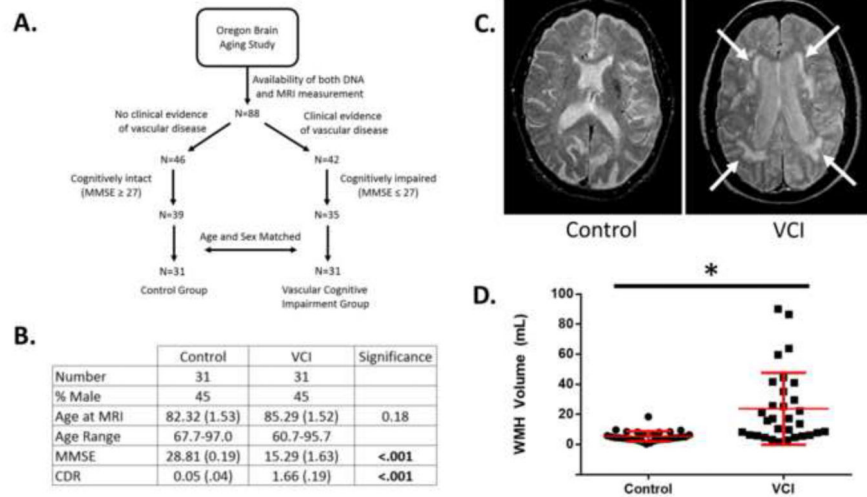 A.
Oregon Brain
Aging Study
Availability of both DNA
and MRI measurement
No clinical evidence
of vascular disease
N=88
Clinical evidence
of vascular disease
N=46
N=42
Cognitively intact
(MMSE ≥ 27)
Cognitively impaired
(MMSE ≤ 27)
N=39
N=35
Age and Sex Matched
N=31
N=31
Control Group
Vascular Cognitive
Impairment Group
B.
Control VCI Significance
Number 31 31
% Male 45 45
Age at MRI 82.32 (1.53) 85.29 (1.52) 0.18
Age Range 67.7-97.0 60.7-95.7
MMSE 28.81 (0.19) 15.29 (1.63) <.001
CDR 0.05 (.04) 1.66 (.19) <.001
C.
Control VCI
D.
*
WMH Volume (mL)
100
80
60
40
20
0
Control VCI